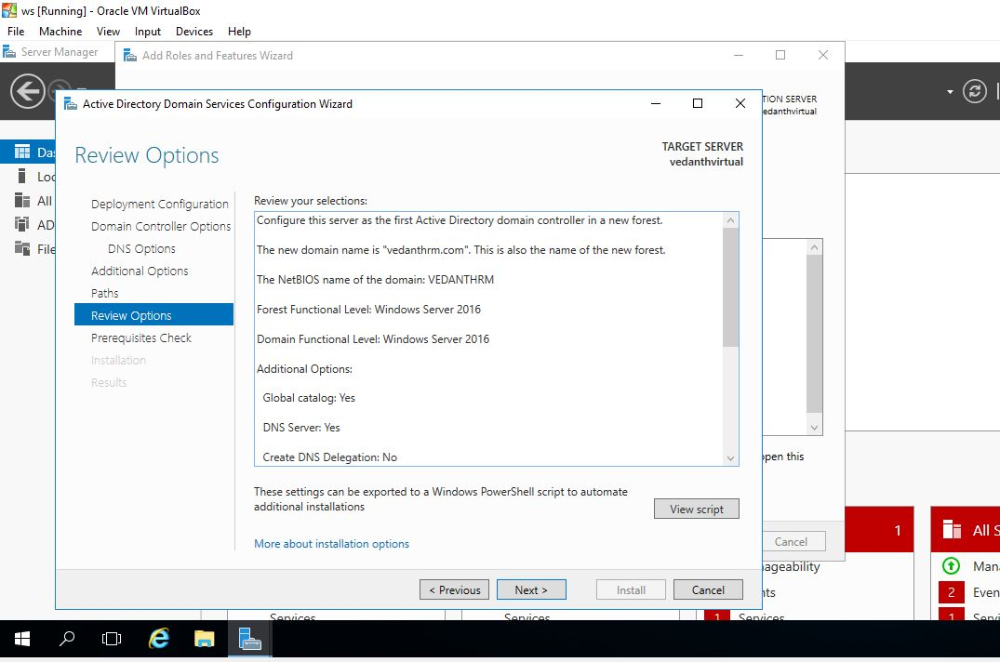 ws [Running] - Oracle VM VirtualBox
File Machine View Input Devices Help
Server Manager
Add Roles and Features Wizard
TION SERVER
vedanthvirtual
Active Directory Domain Services Configuration Wizard
Review Options
TARGET SERVER
vedanthvirtual
Das
Loc
All
AD
File
Deployment Configuration
Domain Controller Options
DNS Options
Additional Options
Paths
Review Options
Prerequisites Check
Installation
Results
Review your selections:
Configure this server as the first Active Directory domain controller in a new forest.
The new domain name is "vedanthrm.com". This is also the name of the new forest.
The NetBIOS name of the domain: VEDANTHRM
Forest Functional Level: Windows Server 2016
Domain Functional Level: Windows Server 2016
Additional Options:
Global catalog: Yes
DNS Server: Yes
Create DNS Delegation: No
These settings can be exported to a Windows PowerShell script to automate
additional installations
View script
More about installation options
< Previous Next > Install Cancel
open this
Cancel
1
All S
ageability
Mana
nts
2 Even
Services
Services
1 Services
1 Servi